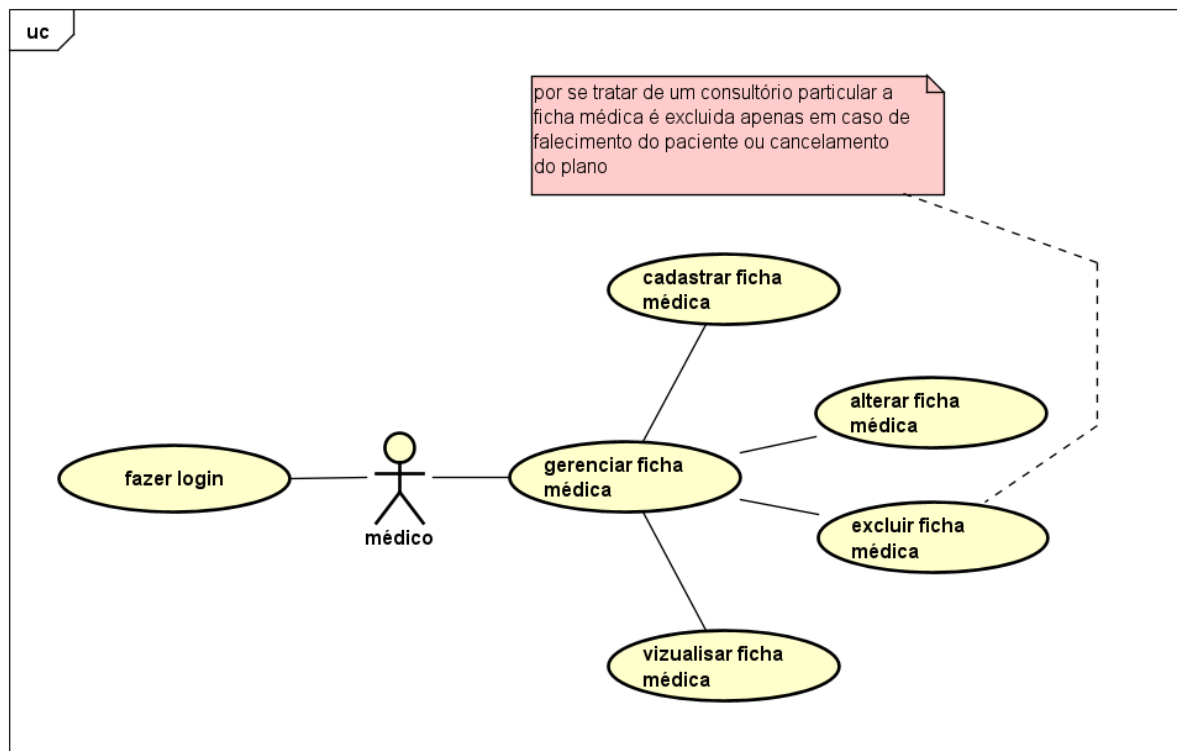 uc
por se tratar de um consultório particular a
ficha médica é excluida apenas em caso de
falecimento do paciente ou cancelamento
do plano
cadastrar ficha
médica
alterar ficha
médica
fazer login
médico
gerenciar ficha
médica
excluir ficha
médica
vizualisar ficha
médica